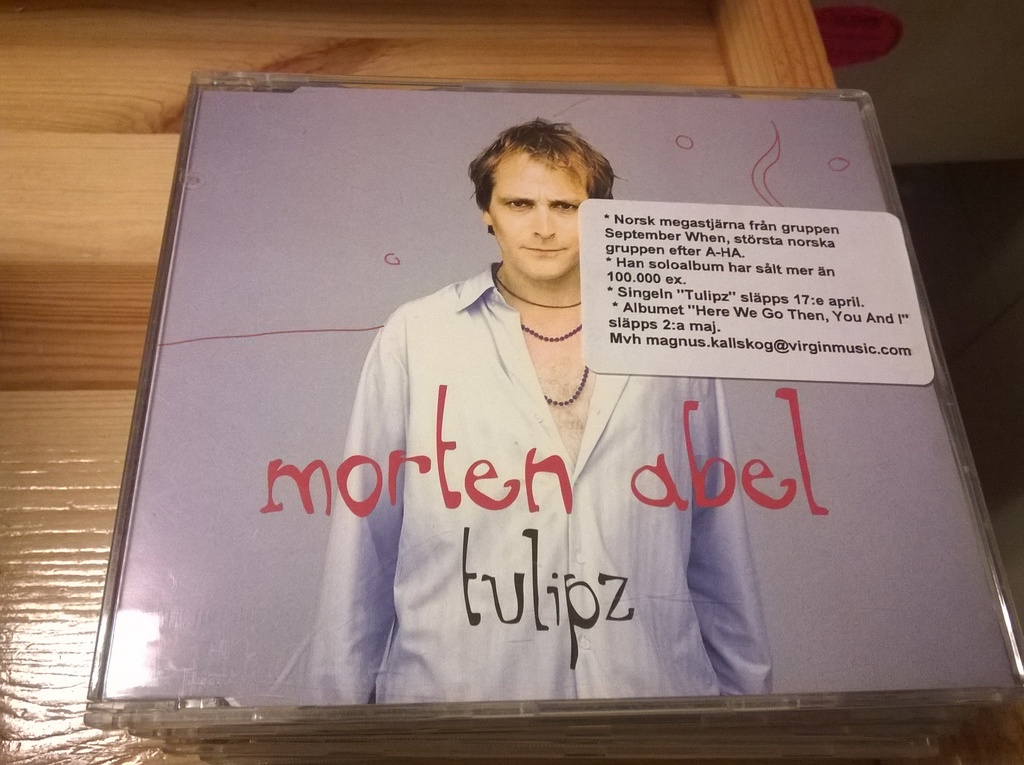 * Norsk megastjärna från gruppen
September When, största norska
gruppen efter A-HA.
* Han soloalbum har sålt mer än
100.000 ex.
* Singeln "Tulipz" släpps 17:e april.
* Albumet "Here We Go Then, You And I"
släpps 2:a maj.
Mvh magnus.kallskog@virginmusic.com
morten abel
tulipz